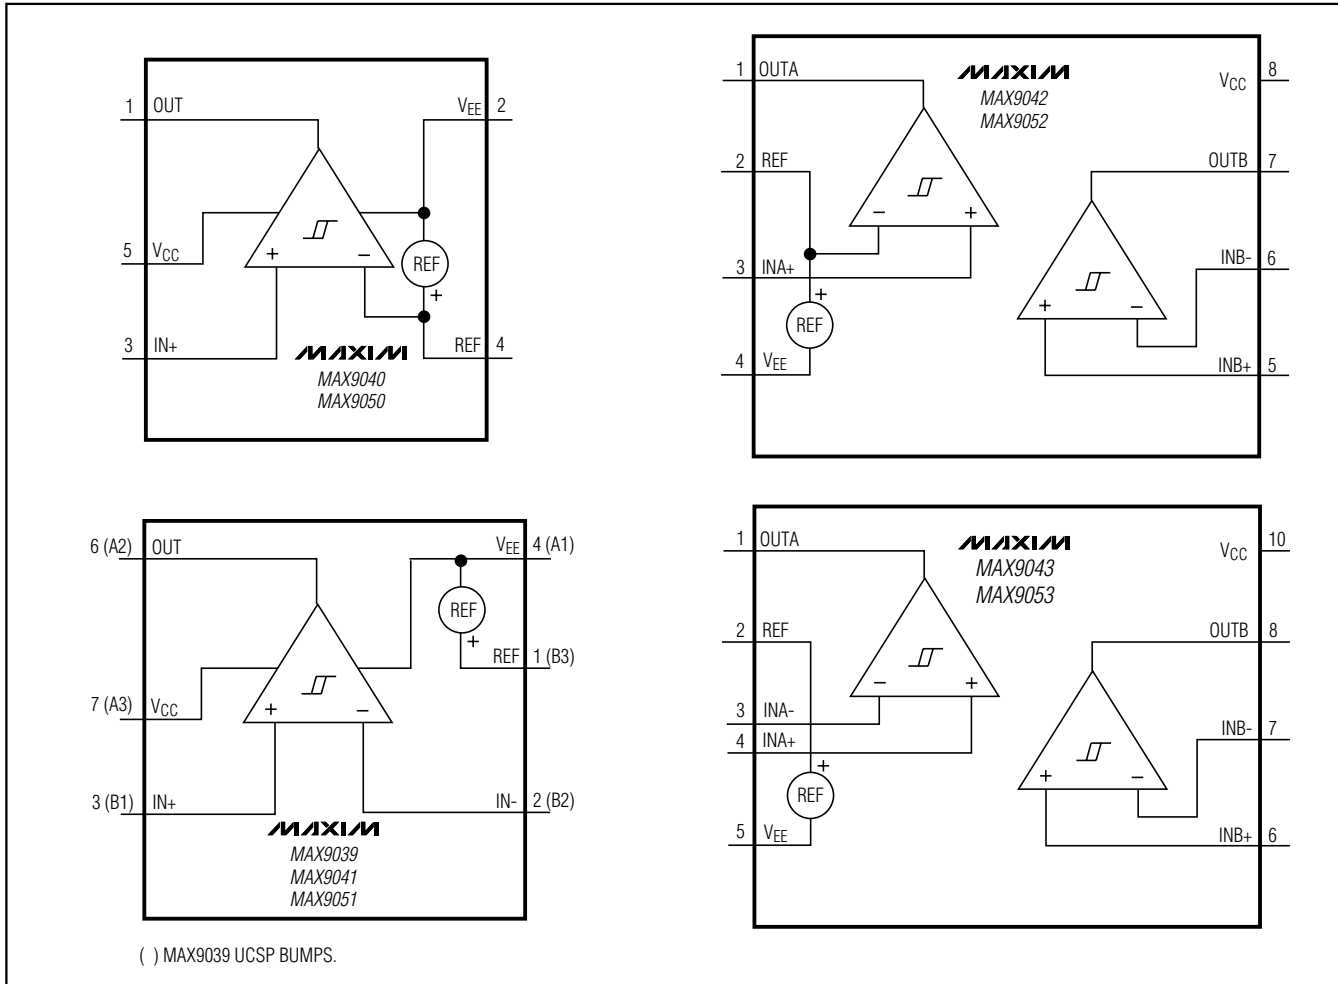 1 OUT
VEE 2
5 VCC
REF
+ −
+
3 IN+
REF 4
MAXIM
MAX9040
MAX9050
1 OUTA
MAXIM
MAX9042
MAX9052
VCC 8
2 REF
OUTB 7
− +
3 INA+
INB- 6
+
REF
+ −
4 VEE
INB+ 5
6 (A2) OUT
VEE 4 (A1)
REF
+
REF 1 (B3)
7 (A3) VCC
+ −
3 (B1) IN+
IN- 2 (B2)
MAXIM
MAX9039
MAX9041
MAX9051
1 OUTA
MAXIM
MAX9043
MAX9053
VCC 10
2 REF
OUTB 8
− +
3 INA-
4 INA+
INB- 7
+
REF
+ −
5 VEE
INB+ 6
( ) MAX9039 UCSP BUMPS.